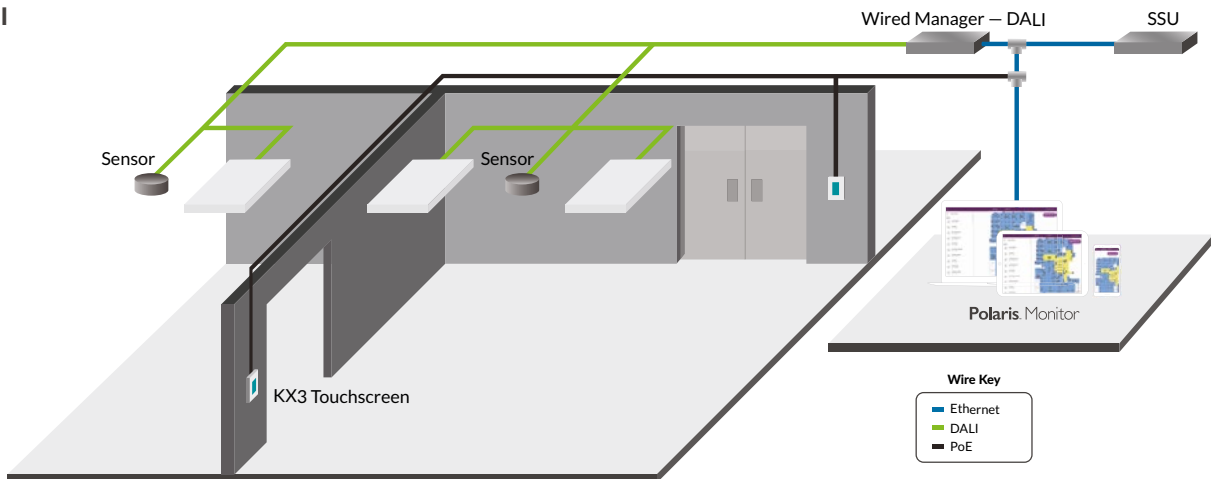 I
Wired Manager — DALI
SSU
Sensor
Sensor
KX3 Touchscreen
Polaris. Monitor
Wire Key
Ethernet
DALI
PoE